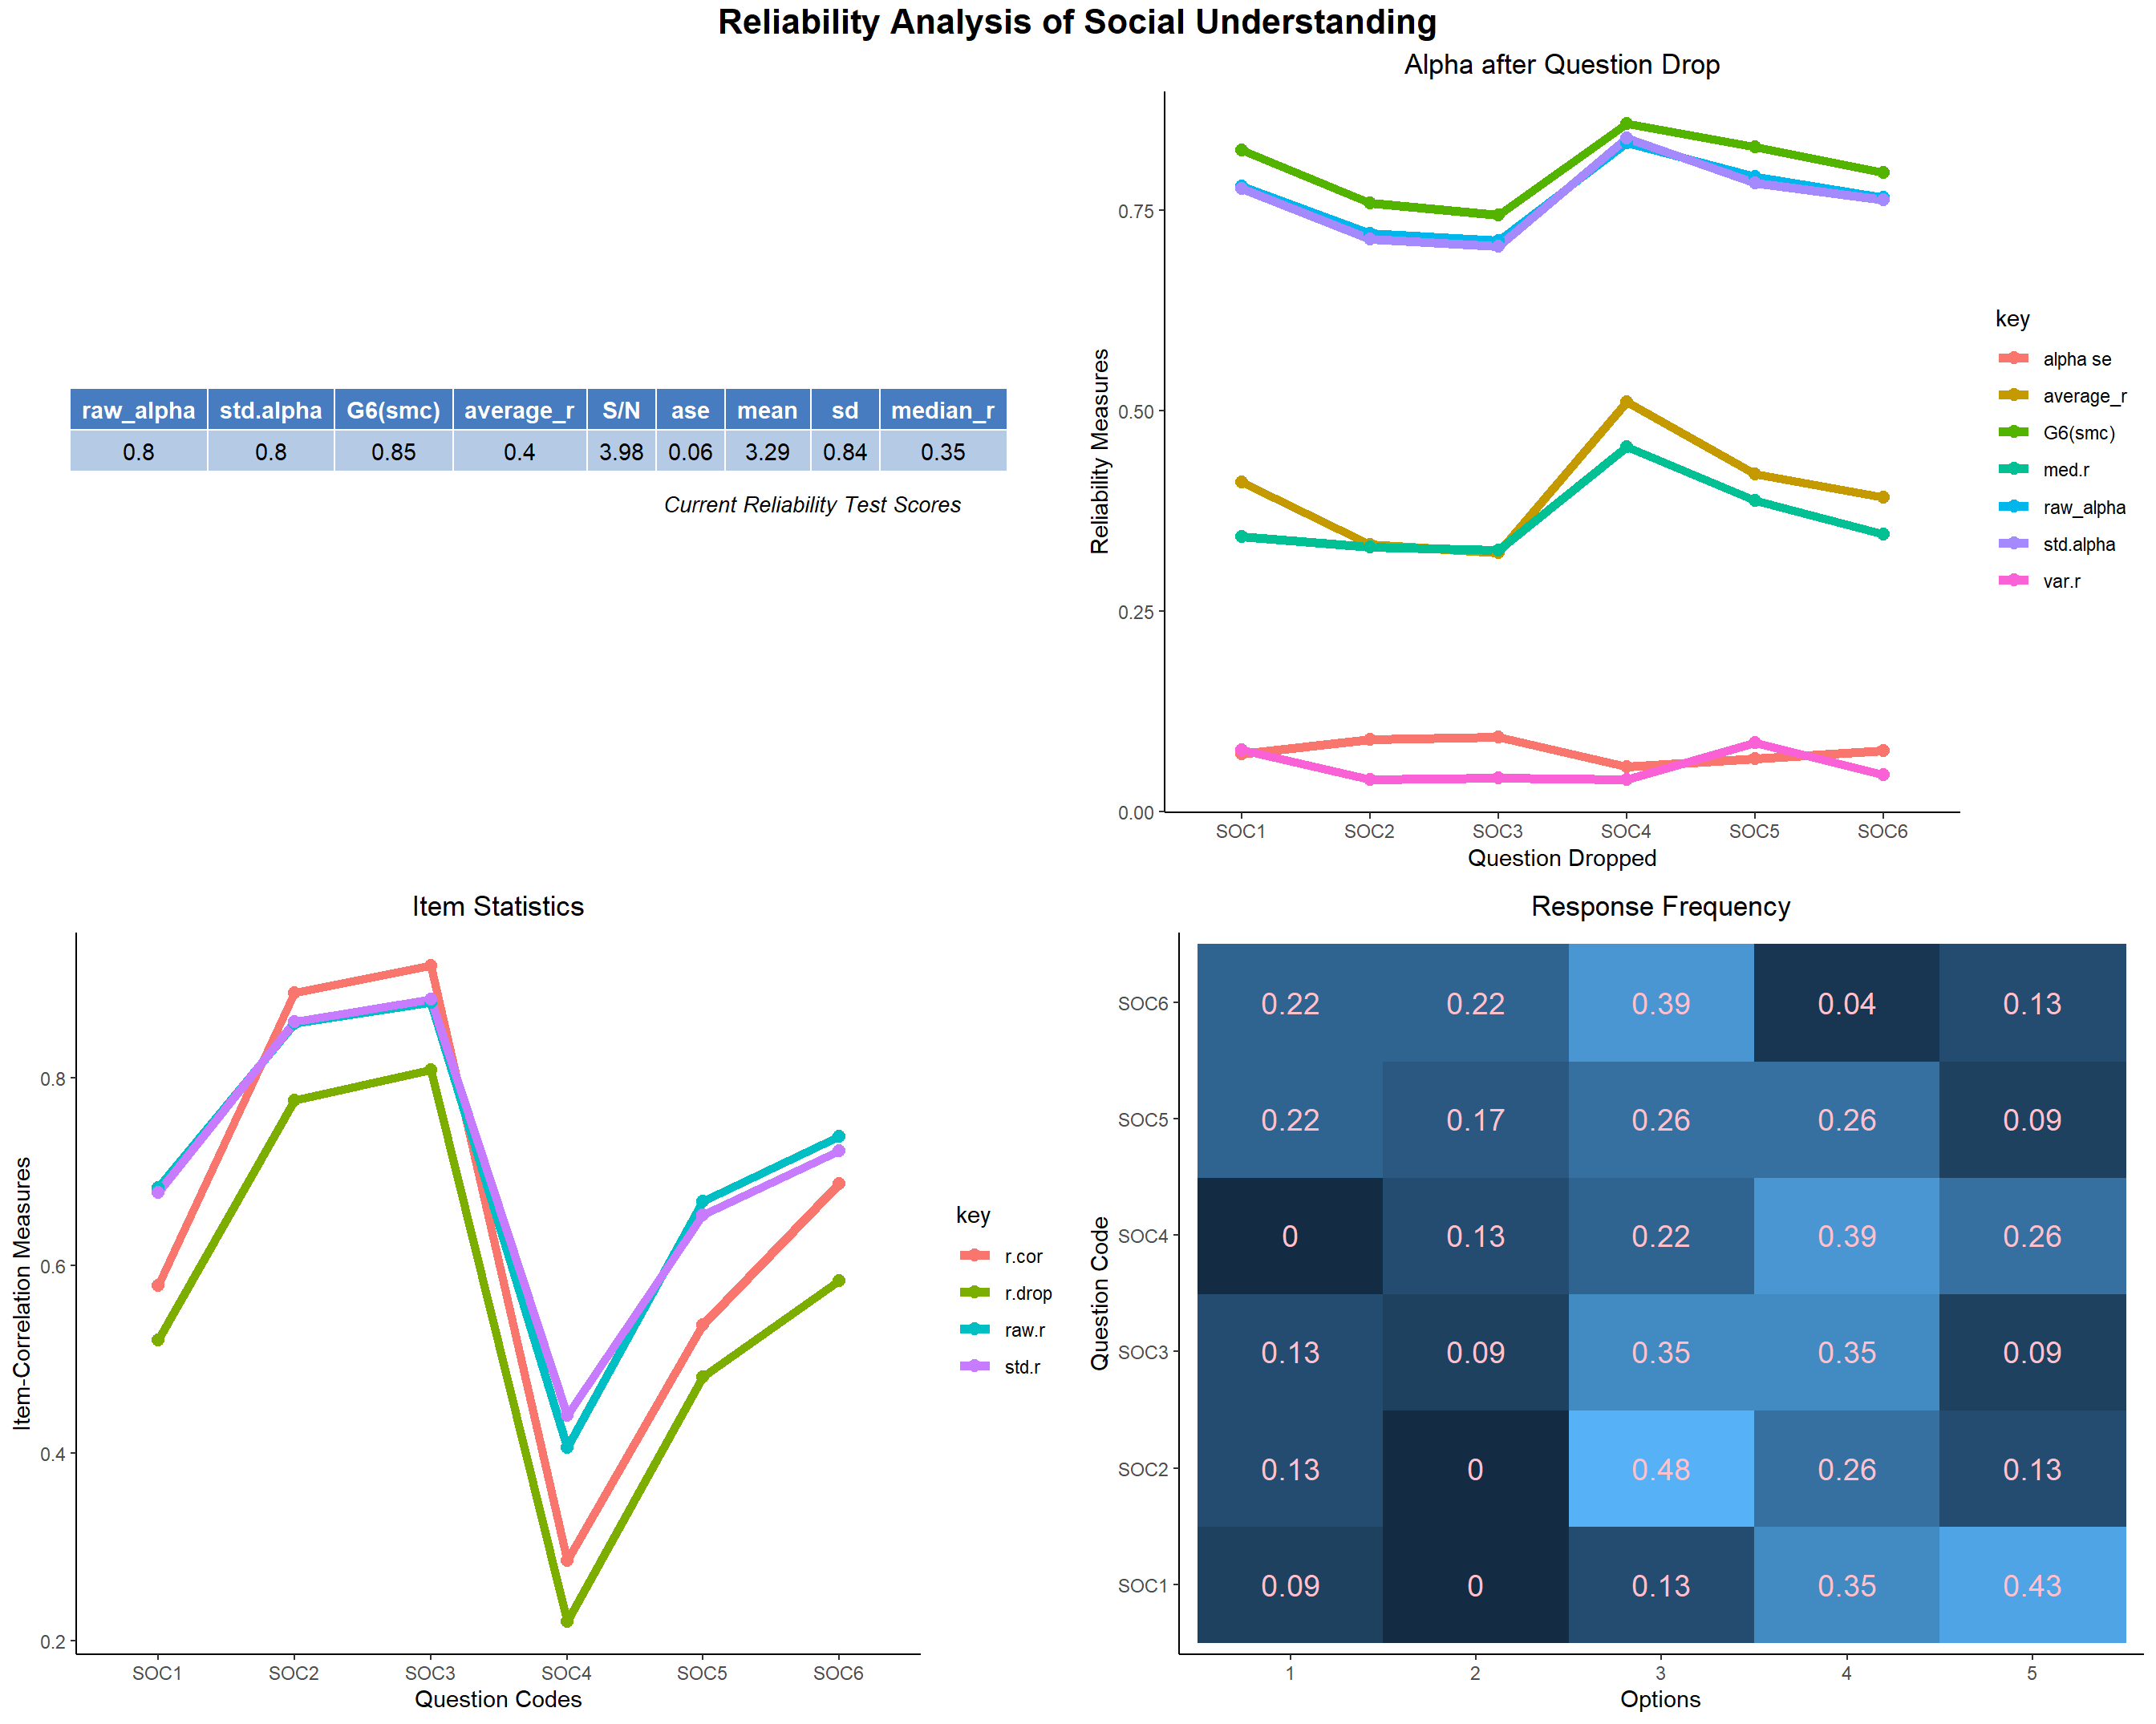 Reliability Analysis of Social Understanding
raw_alpha std.alpha G6(smc) average_r S/N ase mean sd median_r
0.8 0.8 0.85 0.4 3.98 0.06 3.29 0.84 0.35
Current Reliability Test Scores
Alpha after Question Drop
Reliability Measures
0.75
0.50
0.25
0.00
SOC1 SOC2 SOC3 SOC4 SOC5 SOC6
Question Dropped
key
alpha se
average_r
G6(smc)
med.r
raw_alpha
std.alpha
var.r
Item Statistics
Item-Correlation Measures
0.8
0.6
0.4
0.2
SOC1 SOC2 SOC3 SOC4 SOC5 SOC6
Question Codes
key
r.cor
r.drop
raw.r
std.r
Response Frequency
Question Code
SOC6 0.22 0.22 0.39 0.04 0.13
SOC5 0.22 0.17 0.26 0.26 0.09
SOC4 0 0.13 0.22 0.39 0.26
SOC3 0.13 0.09 0.35 0.35 0.09
SOC2 0.13 0 0.48 0.26 0.13
SOC1 0.09 0 0.13 0.35 0.43
1 2 3 4 5
Options